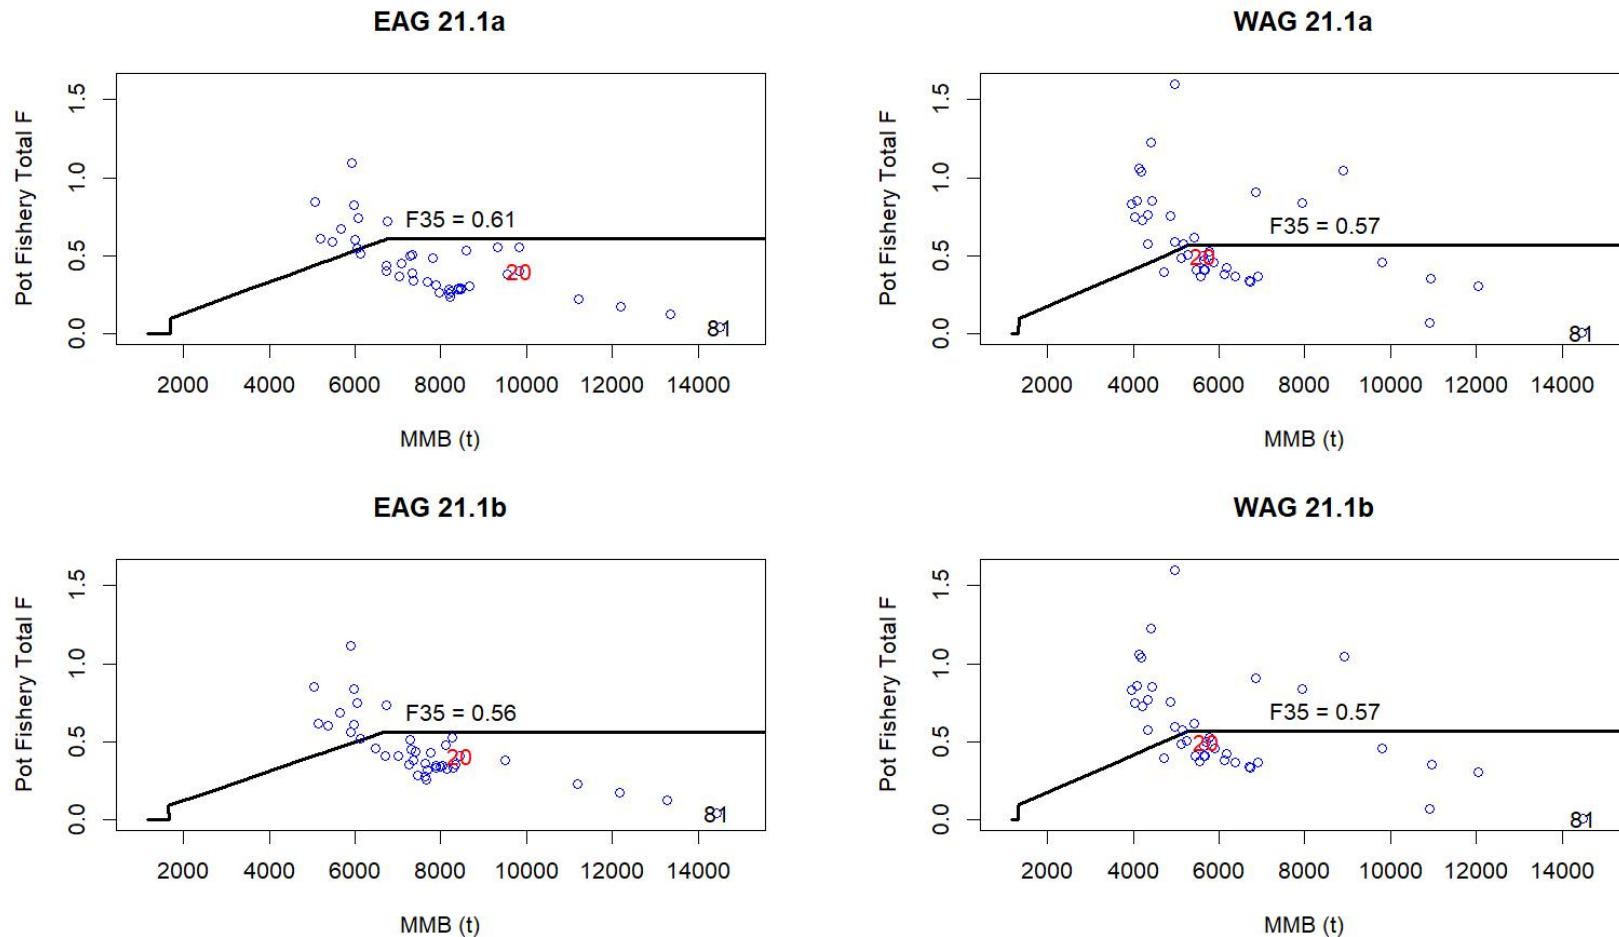 EAG 21.1a
Pot Fishery Total F
1.5
1.0
0.5
0.0
F35 = 0.61
20
81
2000 4000 6000 8000 10000 12000 14000
MMB (t)
WAG 21.1a
Pot Fishery Total F
1.5
1.0
0.5
0.0
F35 = 0.57
20
81
2000 4000 6000 8000 10000 12000 14000
MMB (t)
EAG 21.1b
Pot Fishery Total F
1.5
1.0
0.5
0.0
F35 = 0.56
20
81
2000 4000 6000 8000 10000 12000 14000
MMB (t)
WAG 21.1b
Pot Fishery Total F
1.5
1.0
0.5
0.0
F35 = 0.57
20
81
2000 4000 6000 8000 10000 12000 14000
MMB (t)